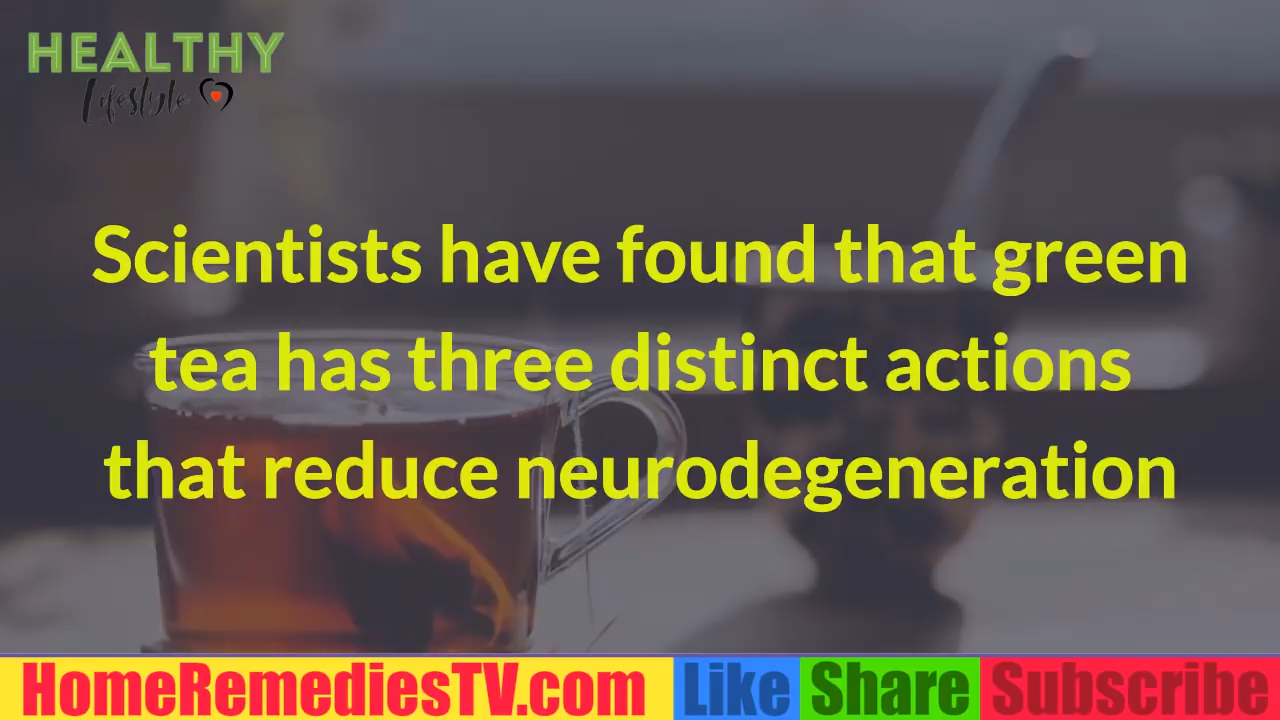 HEALTHY
Lifestyle
Scientists have found that green
tea has three distinct actions
that reduce neurodegeneration
HomeRemediesTV.com Like Share Subscribe